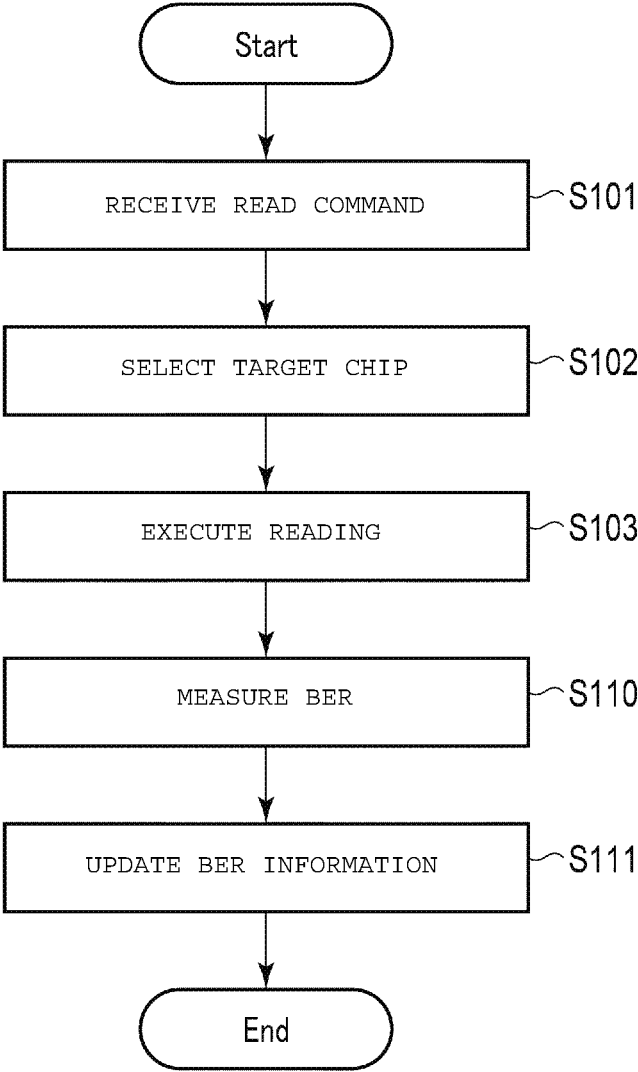 Start
RECEIVE READ COMMAND
S101
SELECT TARGET CHIP
S102
EXECUTE READING
S103
MEASURE BER
S110
UPDATE BER INFORMATION
S111
End